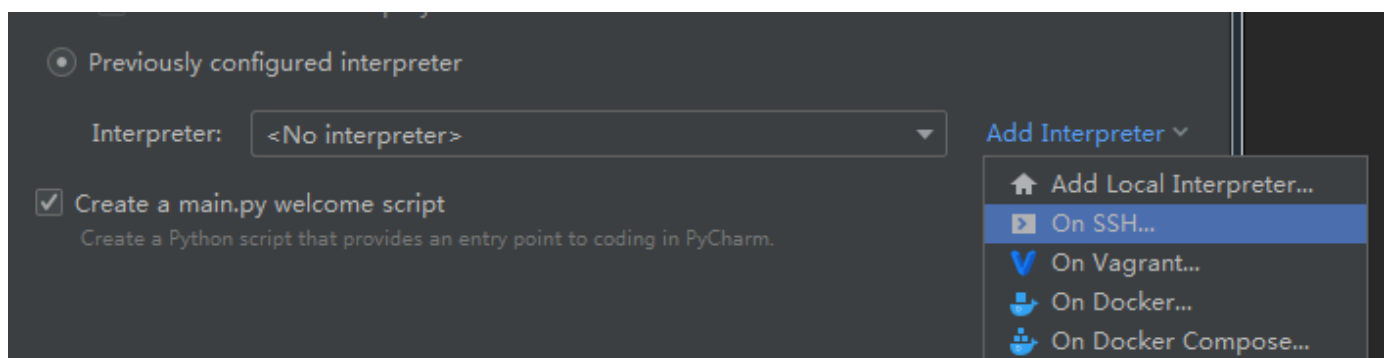 Previously configured interpreter
Interpreter: <No interpreter> Add Interpreter
Add Local Interpreter...
Create a main.py welcome script
On SSH...
Create a Python script that provides an entry point to coding in PyCharm.
On Vagrant...
On Docker...
On Docker Compose...